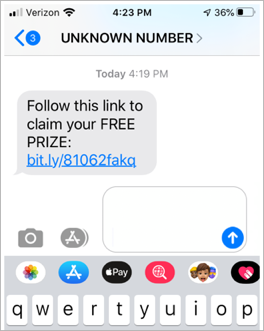 Verizon 4:23 PM 36%
3 UNKNOWN NUMBER
Today 4:19 PM
Follow this link to
claim your FREE
PRIZE:
bit.ly/81062fakq
Pay
q w e r t y u i o p